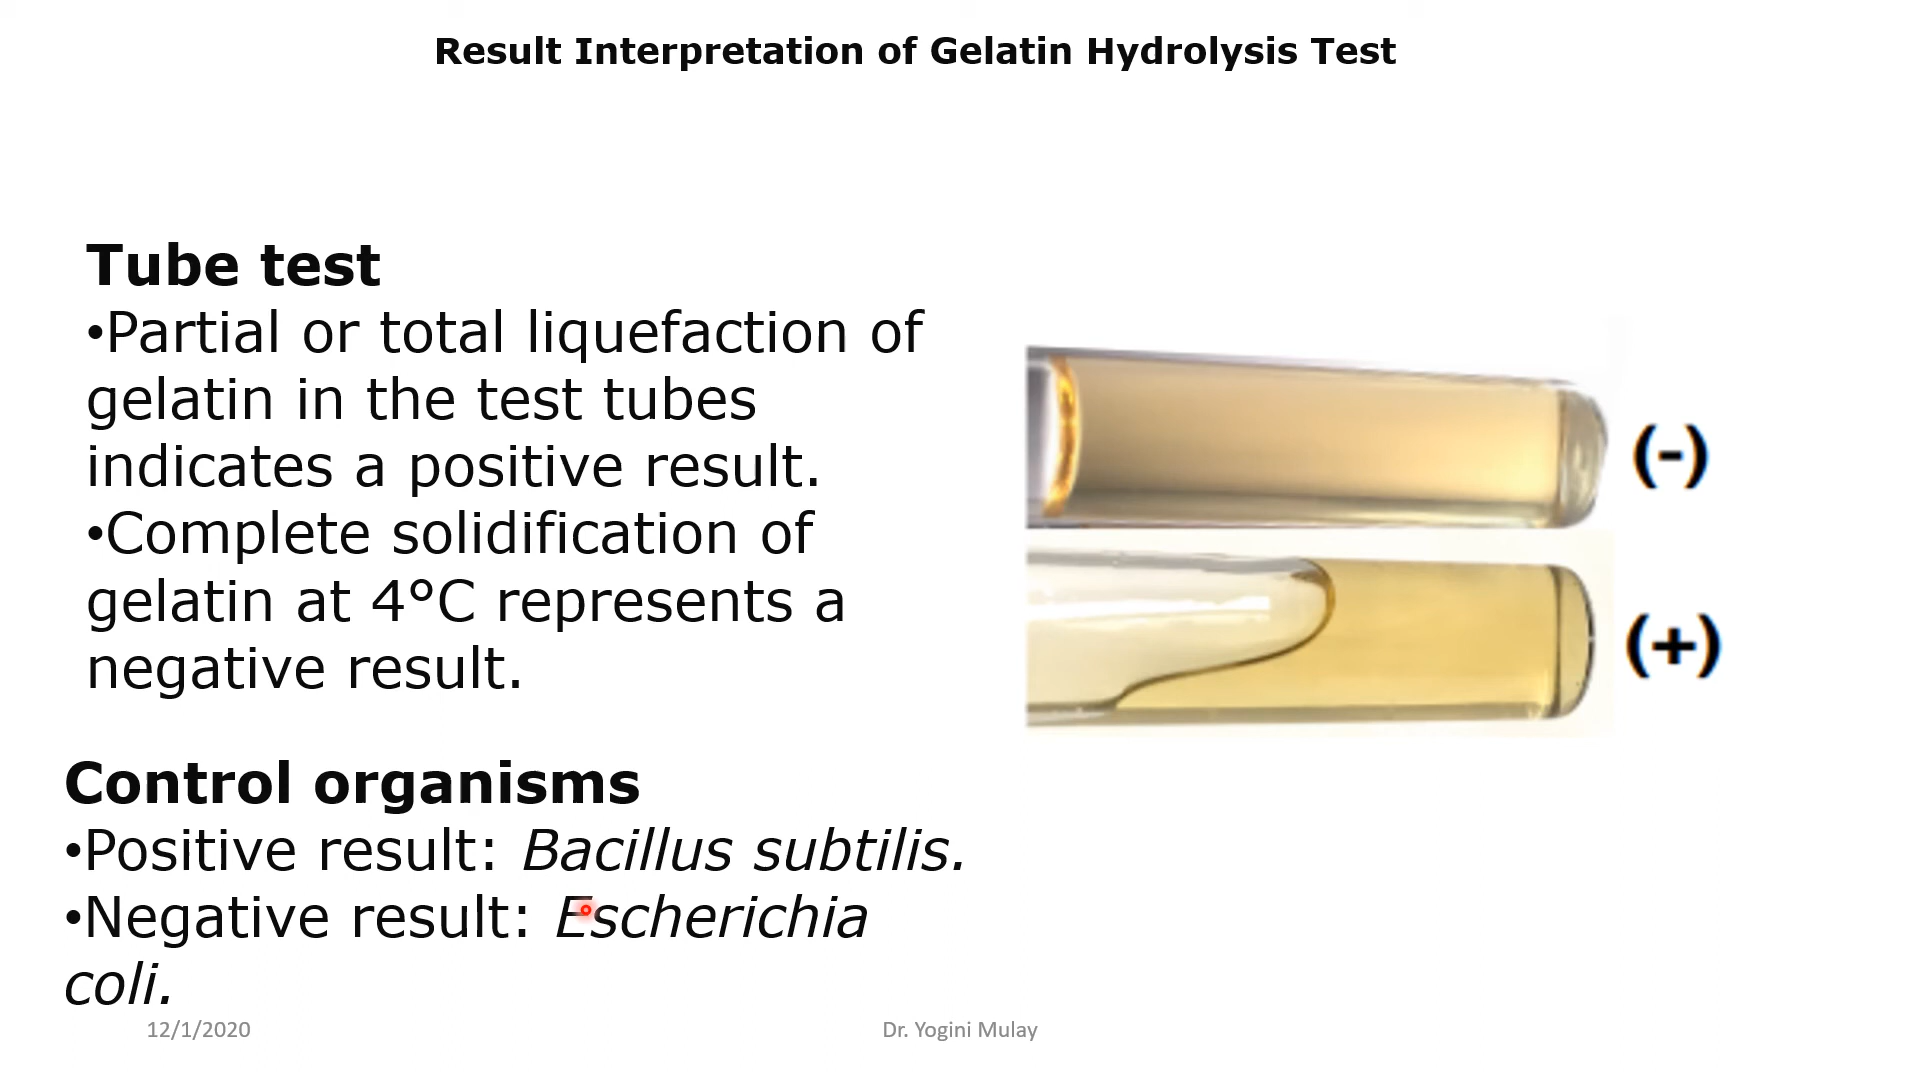 Result Interpretation of Gelatin Hydrolysis Test
Tube test
•Partial or total liquefaction of
gelatin in the test tubes
indicates a positive result.
•Complete solidification of
gelatin at 4°C represents a
negative result.
(-)
(+)
Control organisms
•Positive result: Bacillus subtilis.
•Negative result: Escherichia
coli.
12/1/2020
Dr. Yogini Mulay